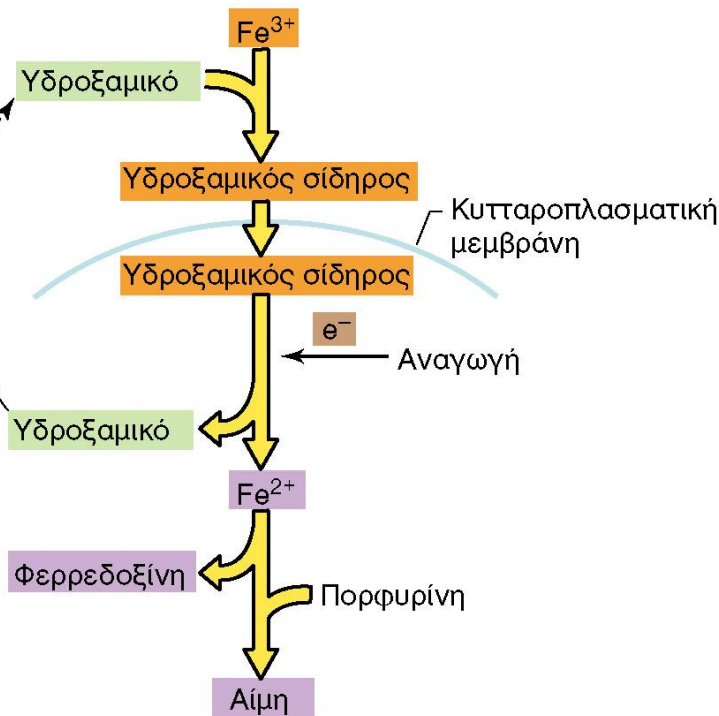 Fe³⁺
Υδροξαμικό
Υδροξαμικός σίδηρος
Κυτταροπλασματική
μεμβράνη
Υδροξαμικός σίδηρος
e⁻
Αναγωγή
Υδροξαμικό
Fe²⁺
Φερρεδοξίνη
Πορφυρίνη
Αίμη